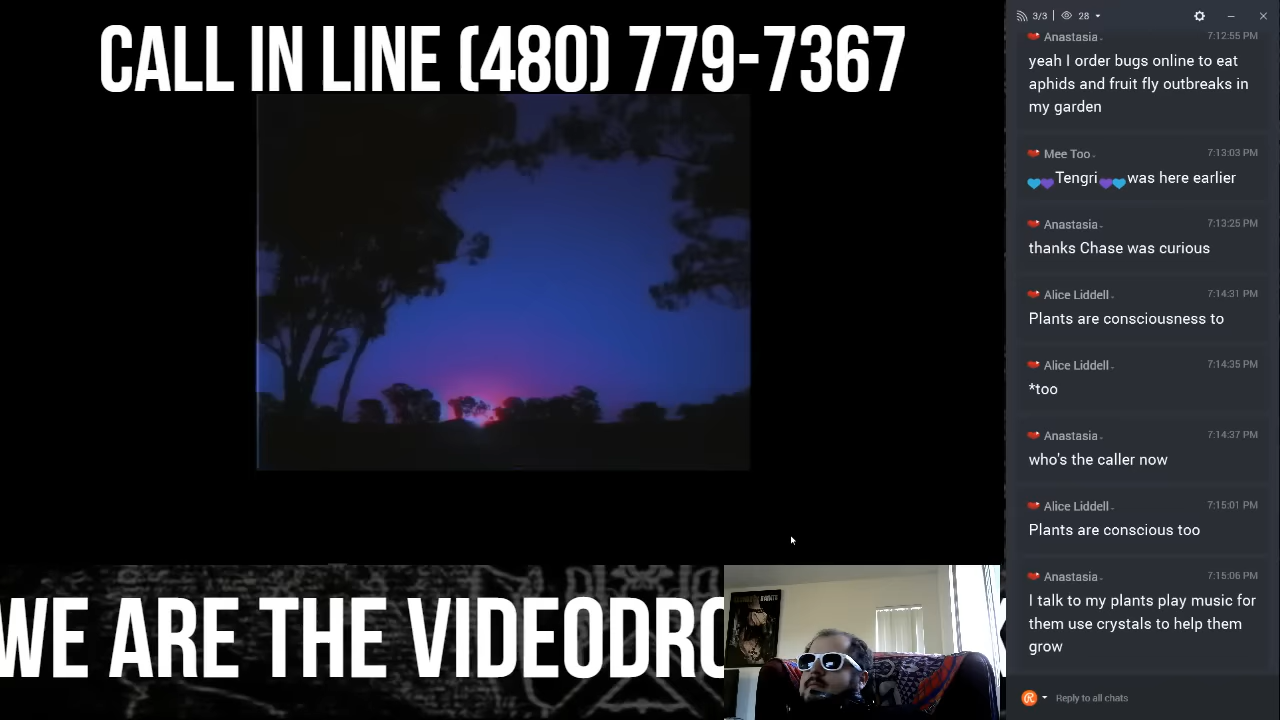 CALL IN LINE (480) 779-7367
WE ARE THE VIDEODRO
3/3
28
Anastasia
7:12:55 PM
yeah I order bugs online to eat
aphids and fruit fly outbreaks in
my garden
Mee Too
7:13:03 PM
Tengri was here earlier
Anastasia
7:13:25 PM
thanks Chase was curious
Alice Liddell
7:14:31 PM
Plants are consciousness to
Alice Liddell
7:14:35 PM
*too
Anastasia
7:14:37 PM
who's the caller now
Alice Liddell
7:15:01 PM
Plants are conscious too
Anastasia
7:15:06 PM
I talk to my plants play music for
them use crystals to help them
grow
Reply to all chats